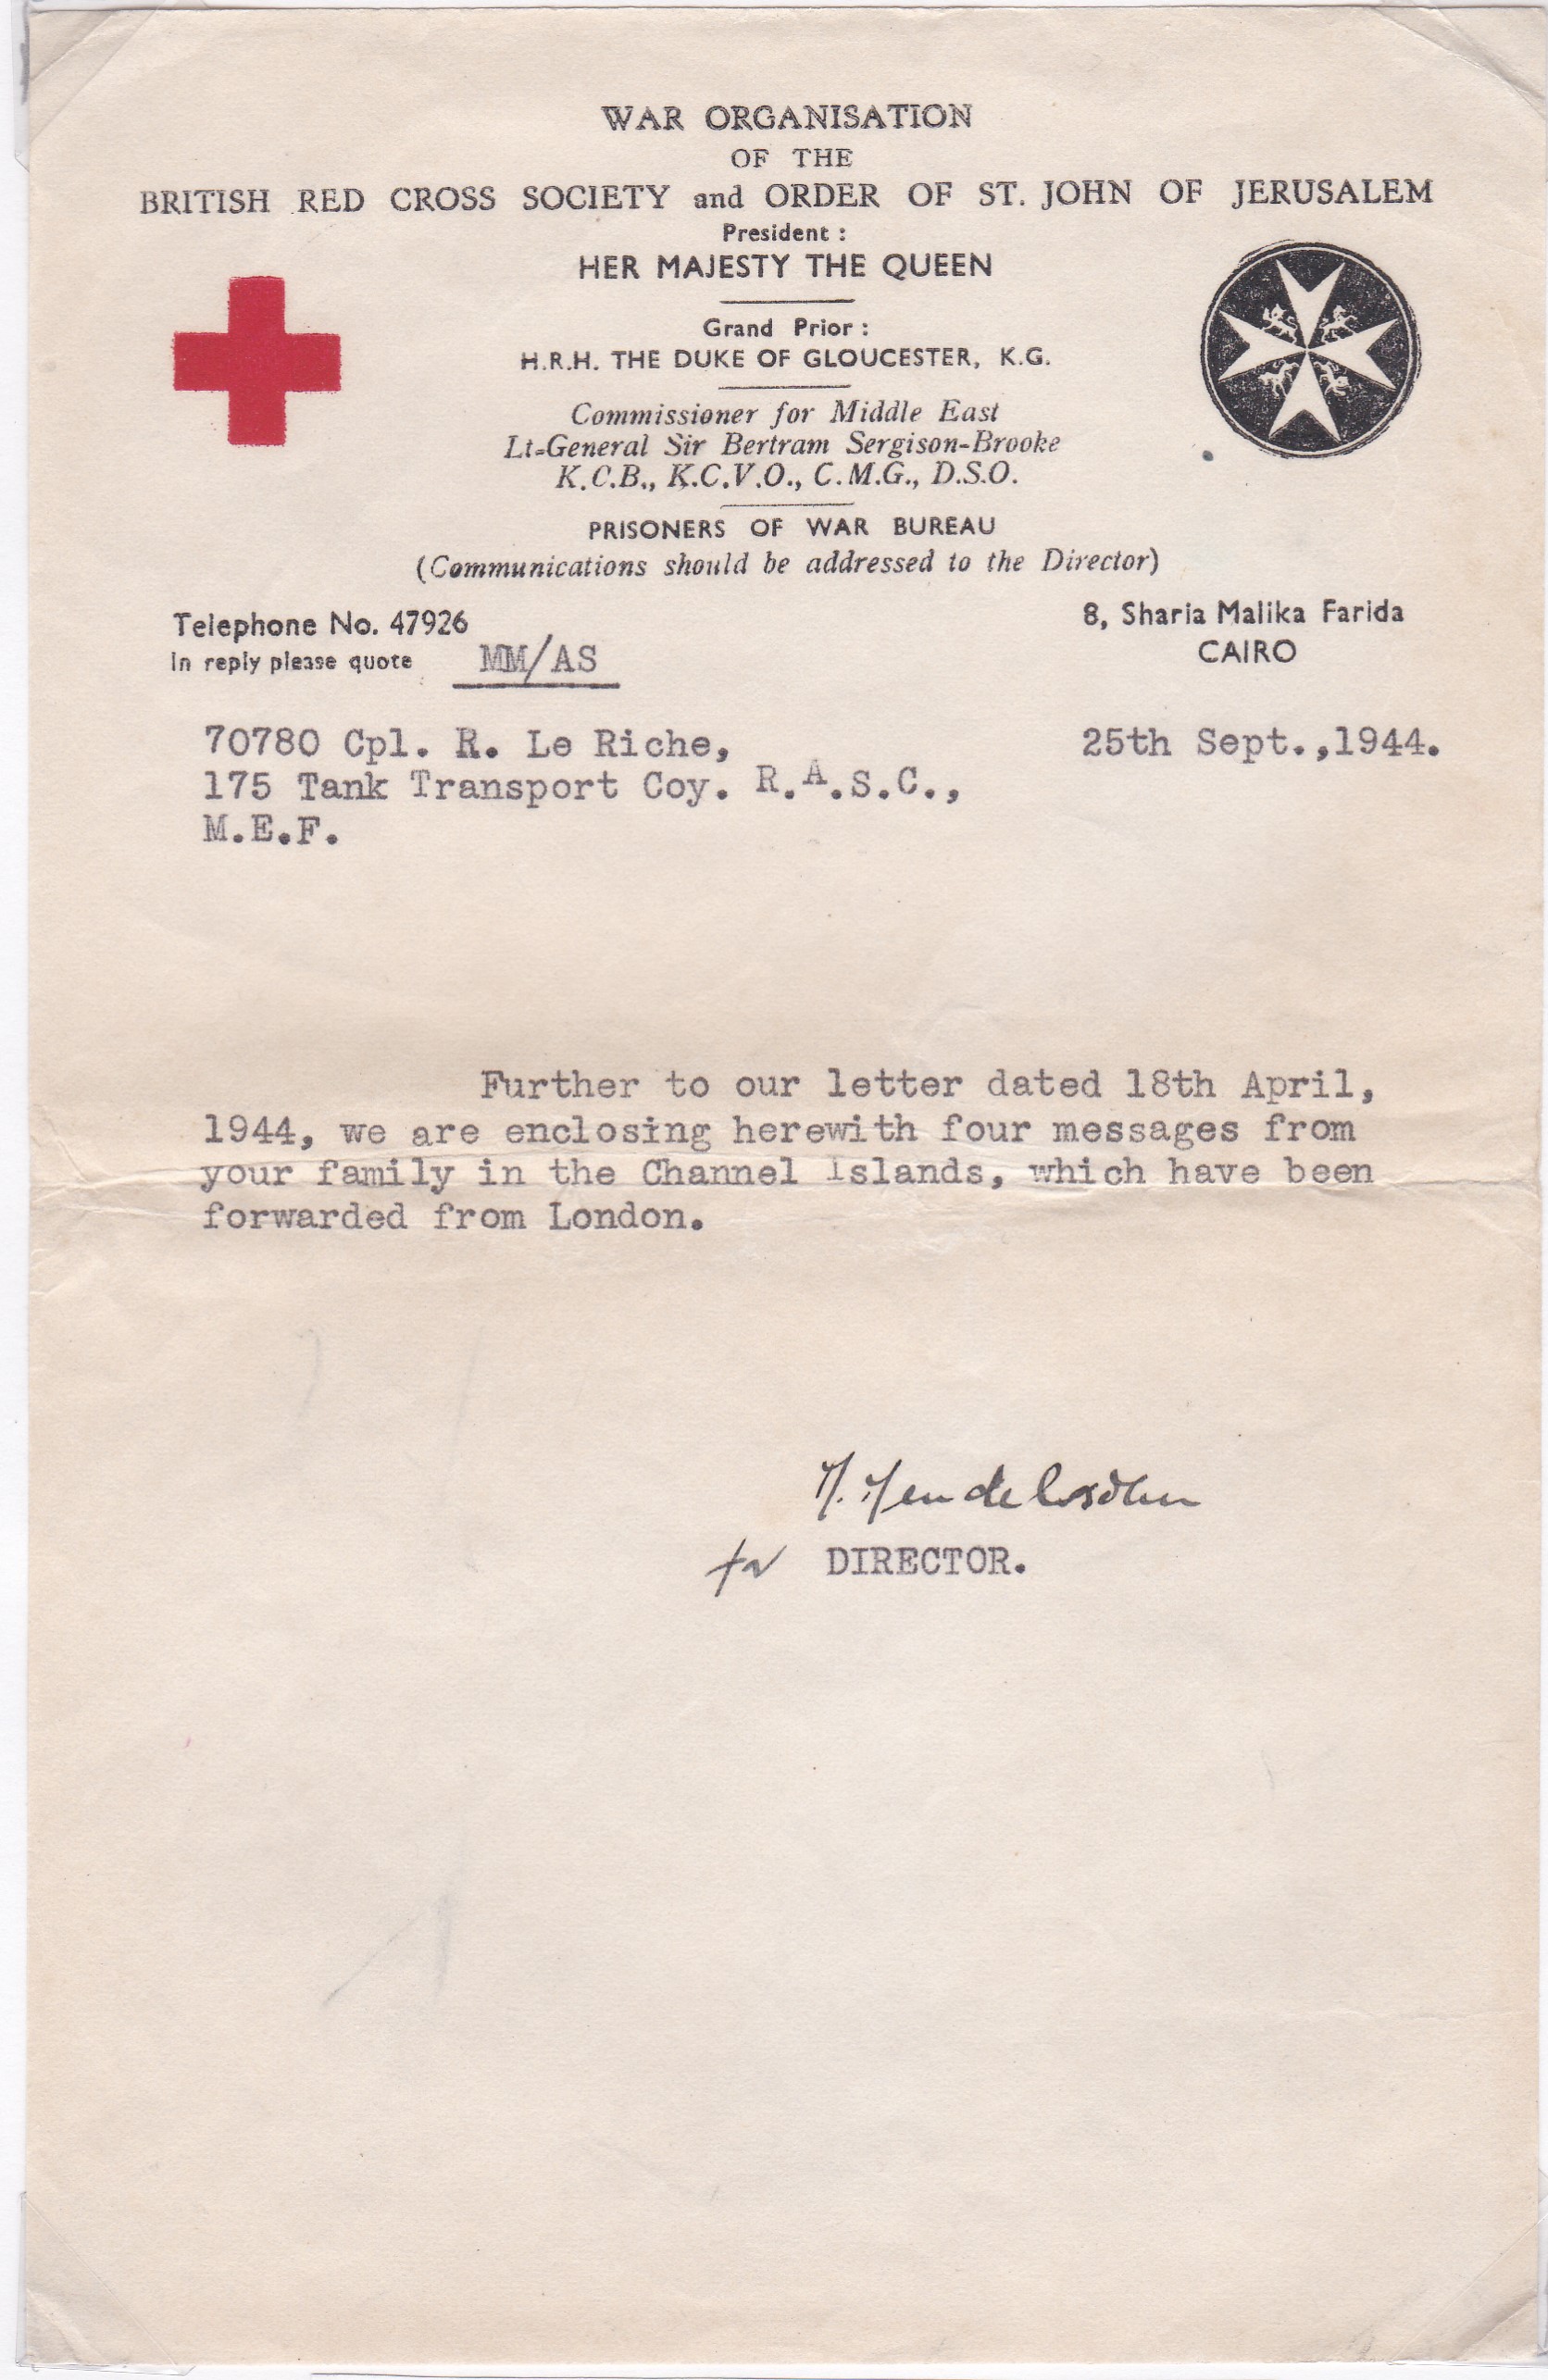 WAR ORGANISATION
OF THE
BRITISH RED CROSS SOCIETY and ORDER OF ST. JOHN OF JERUSALEM
President :
HER MAJESTY THE QUEEN
Grand Prior :
H.R.H. THE DUKE OF GLOUCESTER, K.G.
Commissioner for Middle East
Lt-General Sir Bertram Sergison-Brooke
K.C.B., K.C.V.O., C.M.G., D.S.O.
PRISONERS OF WAR BUREAU
(Communications should be addressed to the Director)
Telephone No. 47926
In reply please quote MM/AS
8, Sharia Malika Farida
CAIRO
70780 Cpl. R. Le Riche,
175 Tank Transport Coy. R.A.S.C.,
M.E.F.
25th Sept.,1944.
Further to our letter dated 18th April,
1944, we are enclosing herewith four messages from
your family in the Channel Islands, which have been
forwarded from London.
for DIRECTOR.